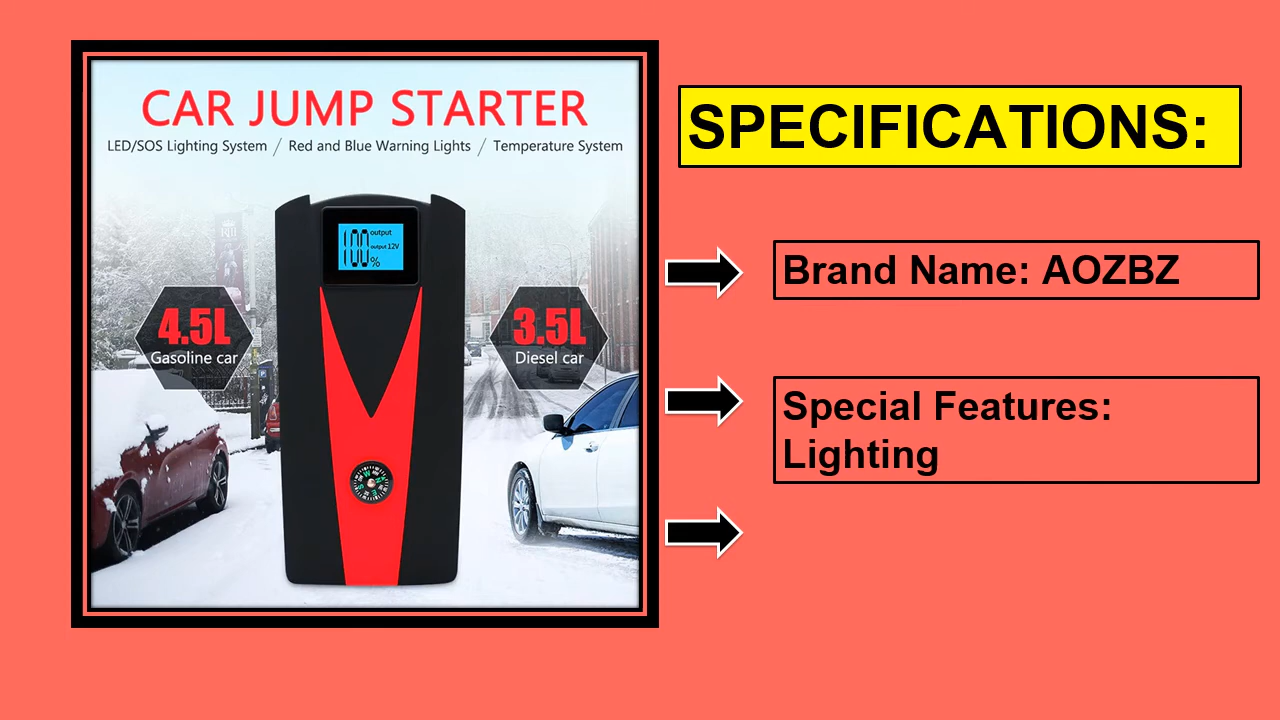 CAR JUMP STARTER
LED/SOS Lighting System / Red and Blue Warning Lights / Temperature System
100% output
output 12V
4.5L
Gasoline car
3.5L
Diesel car
SPECIFICATIONS:
Brand Name: AOZBZ
Special Features:
Lighting